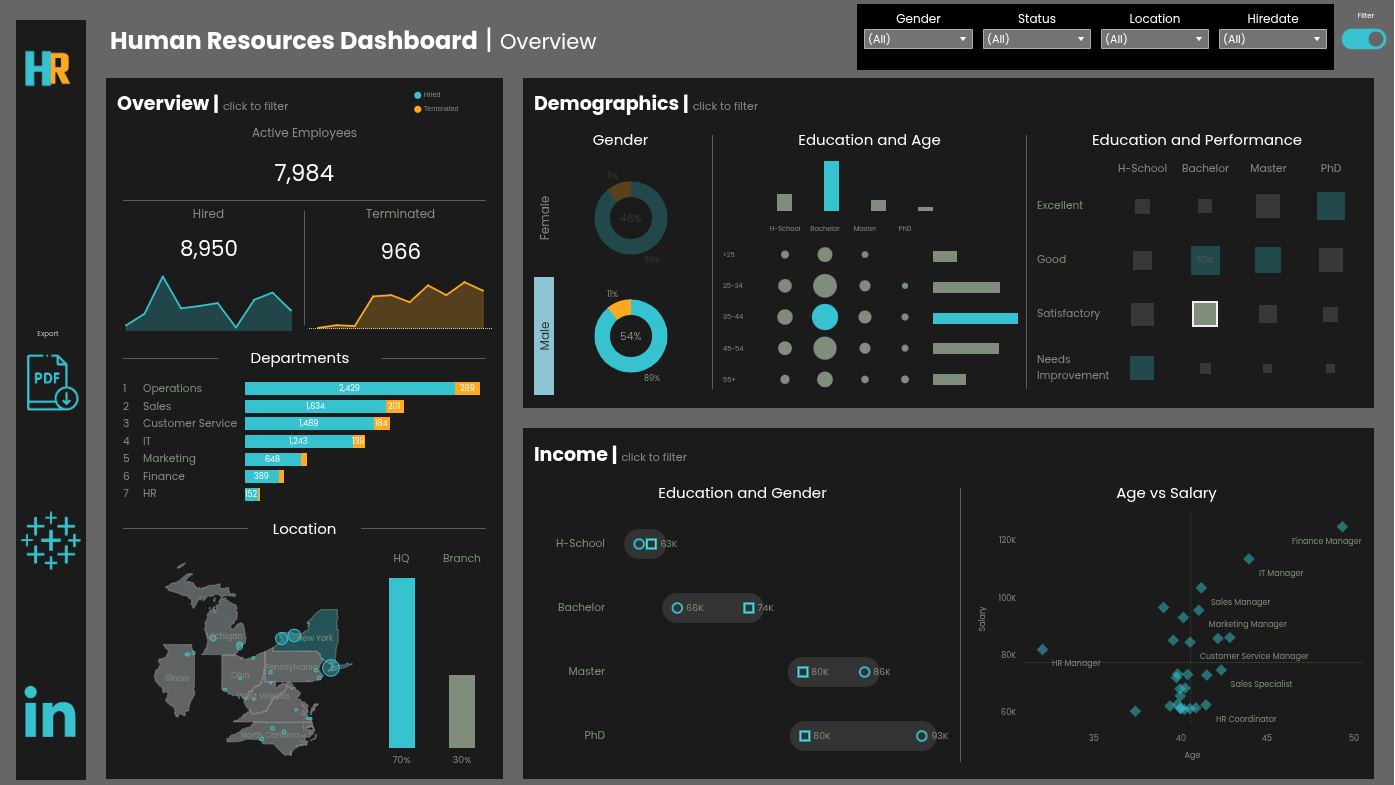 HR
Human Resources Dashboard | Overview
Gender
Status
Location
Hiredate
(All)
(All)
(All)
(All)
Filter
Export
PDF
in
Overview | click to filter
Hired
Terminated
Active Employees
7,984
Hired
Terminated
8,950
966
Departments
1 Operations 2,429 289
2 Sales 1,634 201
3 Customer Service 1,489 184
4 IT 1,243 139
5 Marketing 648
6 Finance 389
7 HR 152
Location
HQ
Branch
Michigan
New York
Pennsylvania
Illinois
Ohio
West Virginia
North Carolina
70%
30%
Demographics | click to filter
Gender
Female
11%
46%
89%
Male
11%
54%
89%
Education and Age
H-School
Bachelor
Master
PhD
<25
25-34
35-44
45-54
55+
Education and Performance
H-School
Bachelor
Master
PhD
Excellent
Good
50%
Satisfactory
Needs
Improvement
Income | click to filter
Education and Gender
H-School 63K
Bachelor 66K 74K
Master 80K 86K
PhD 80K 93K
Age vs Salary
Salary
120K
100K
80K
60K
Finance Manager
IT Manager
Sales Manager
Marketing Manager
Customer Service Manager
HR Manager
Sales Specialist
HR Coordinator
35
40
45
50
Age